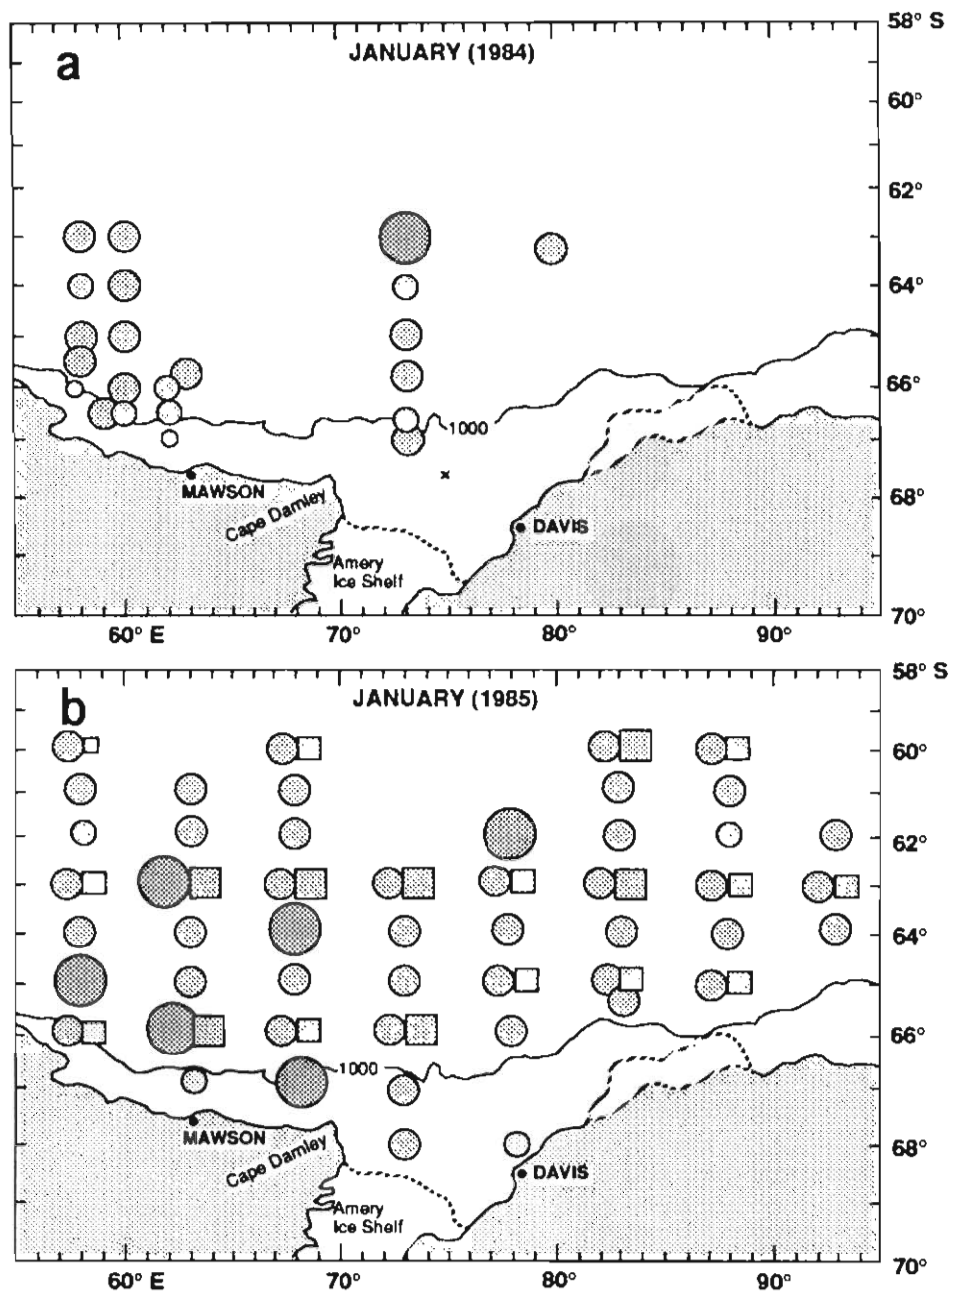 58° S
JANUARY (1984)
a
60°
62°
64°
66°
1000
x
MAWSON
68°
Cape Darnley
DAVIS
Amery
Ice Shelf
70°
60° E
70°
80°
90°
58° S
JANUARY (1985)
b
60°
62°
64°
66°
1000
MAWSON
68°
Cape Darnley
DAVIS
Amery
Ice Shelf
70°
60° E
70°
80°
90°